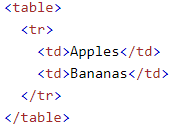 <table>
  <tr>
    <td>Apples</td>
    <td>Bananas</td>
  </tr>
</table>